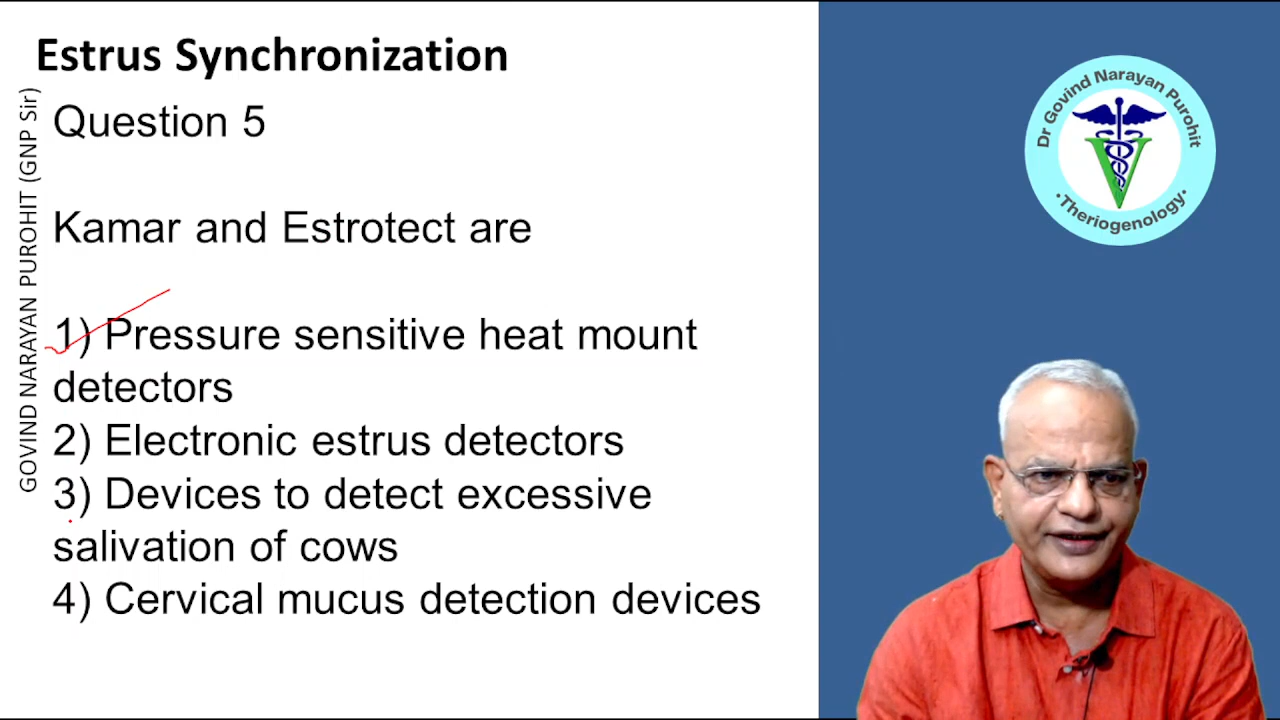 Estrus Synchronization
GOVIND NARAYAN PUROHIT (GNP Sir)
Question 5
Kamar and Estrotect are
1) Pressure sensitive heat mount
detectors
2) Electronic estrus detectors
3) Devices to detect excessive
salivation of cows
4) Cervical mucus detection devices
Dr Govind Narayan Purohit
V
•Theriogenology•